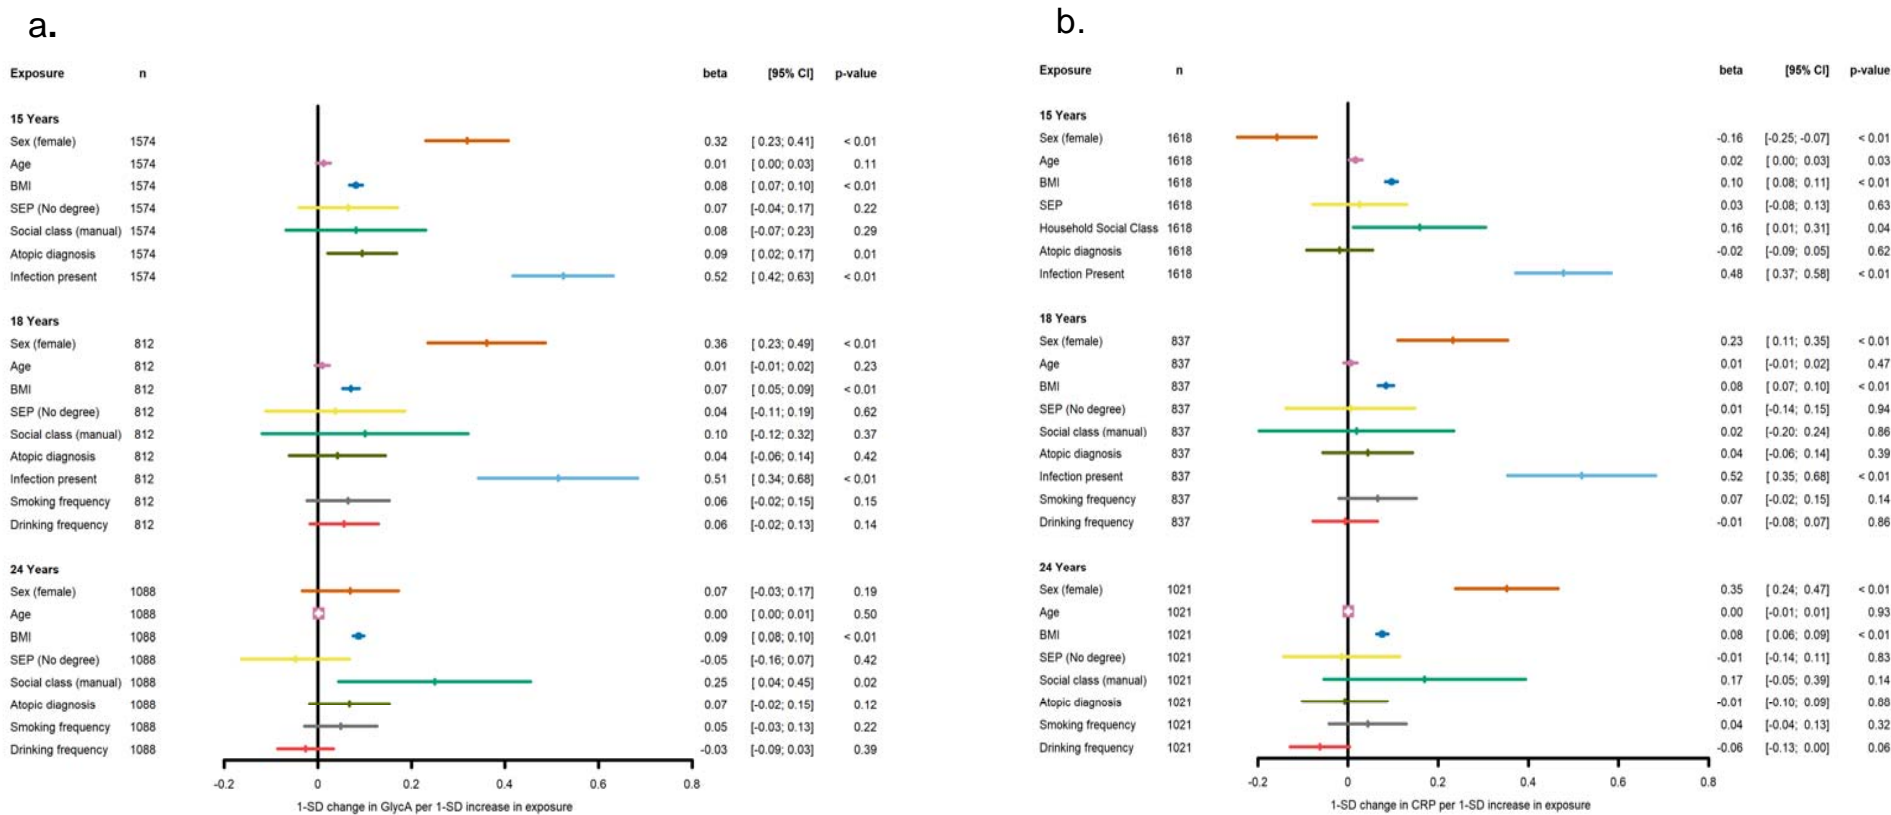 a.
Exposure n beta [95% CI] p-value
15 Years
Sex (female) 1574 0.32 [ 0.23; 0.41] < 0.01
Age 1574 0.01 [ 0.00; 0.03] 0.11
BMI 1574 0.08 [ 0.07; 0.10] < 0.01
SEP (No degree) 1574 0.07 [-0.04; 0.17] 0.22
Social class (manual) 1574 0.08 [-0.07; 0.23] 0.29
Atopic diagnosis 1574 0.09 [ 0.02; 0.17] 0.01
Infection present 1574 0.52 [ 0.42; 0.63] < 0.01
18 Years
Sex (female) 812 0.36 [ 0.23; 0.49] < 0.01
Age 812 0.01 [-0.01; 0.02] 0.23
BMI 812 0.07 [ 0.05; 0.09] < 0.01
SEP (No degree) 812 0.04 [-0.11; 0.19] 0.62
Social class (manual) 812 0.10 [-0.12; 0.32] 0.37
Atopic diagnosis 812 0.04 [-0.06; 0.14] 0.42
Infection present 812 0.51 [ 0.34; 0.68] < 0.01
Smoking frequency 812 0.06 [-0.02; 0.15] 0.15
Drinking frequency 812 0.06 [-0.02; 0.13] 0.14
24 Years
Sex (female) 1088 0.07 [-0.03; 0.17] 0.19
Age 1088 0.00 [ 0.00; 0.01] 0.50
BMI 1088 0.09 [ 0.08; 0.10] < 0.01
SEP (No degree) 1088 -0.05 [-0.16; 0.07] 0.42
Social class (manual) 1088 0.25 [ 0.04; 0.45] 0.02
Atopic diagnosis 1088 0.07 [-0.02; 0.15] 0.12
Smoking frequency 1088 0.05 [-0.03; 0.13] 0.22
Drinking frequency 1088 -0.03 [-0.09; 0.03] 0.39
-0.2 0 0.2 0.4 0.6 0.8
1-SD change in GlycA per 1-SD increase in exposure
b.
Exposure n beta [95% CI] p-value
15 Years
Sex (female) 1618 -0.16 [-0.25; -0.07] < 0.01
Age 1618 0.02 [ 0.00; 0.03] 0.03
BMI 1618 0.10 [ 0.08; 0.11] < 0.01
SEP 1618 0.03 [-0.08; 0.13] 0.63
Household Social Class 1618 0.16 [ 0.01; 0.31] 0.04
Atopic diagnosis 1618 -0.02 [-0.09; 0.05] 0.62
Infection Present 1618 0.48 [ 0.37; 0.58] < 0.01
18 Years
Sex (female) 837 0.23 [ 0.11; 0.35] < 0.01
Age 837 0.01 [-0.01; 0.02] 0.47
BMI 837 0.08 [ 0.07; 0.10] < 0.01
SEP (No degree) 837 0.01 [-0.14; 0.15] 0.94
Social class (manual) 837 0.02 [-0.20; 0.24] 0.86
Atopic diagnosis 837 0.04 [-0.06; 0.14] 0.39
Infection present 837 0.52 [ 0.35; 0.68] < 0.01
Smoking frequency 837 0.07 [-0.02; 0.15] 0.14
Drinking frequency 837 -0.01 [-0.08; 0.07] 0.86
24 Years
Sex (female) 1021 0.35 [ 0.24; 0.47] < 0.01
Age 1021 0.00 [-0.01; 0.01] 0.93
BMI 1021 0.08 [ 0.06; 0.09] < 0.01
SEP (No degree) 1021 -0.01 [-0.14; 0.11] 0.83
Social class (manual) 1021 0.17 [-0.05; 0.39] 0.14
Atopic diagnosis 1021 -0.01 [-0.10; 0.09] 0.88
Smoking frequency 1021 0.04 [-0.04; 0.13] 0.32
Drinking frequency 1021 -0.06 [-0.13; 0.00] 0.06
-0.2 0 0.2 0.4 0.6 0.8
1-SD change in CRP per 1-SD increase in exposure